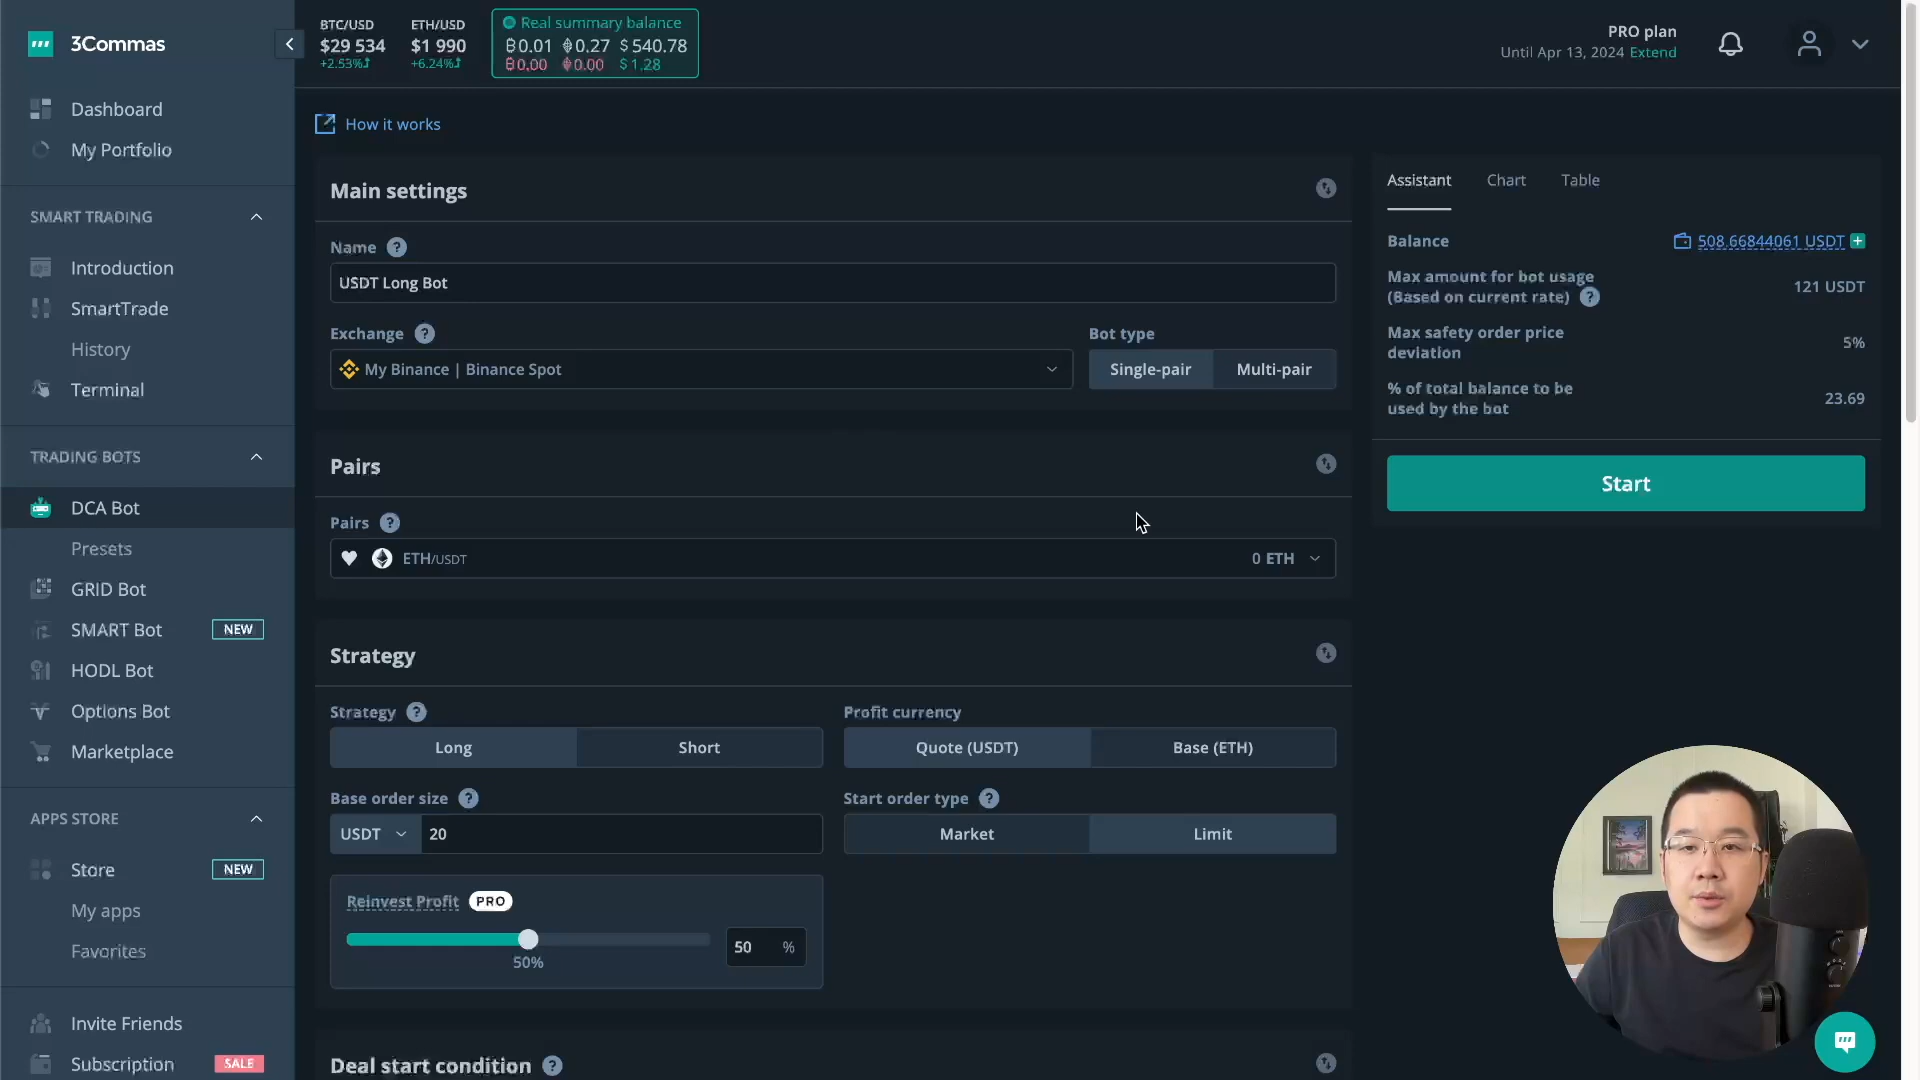 3Commas
Dashboard
My Portfolio
SMART TRADING
Introduction
SmartTrade
History
Terminal
TRADING BOTS
DCA Bot
Presets
GRID Bot
SMART Bot NEW
HODL Bot
Options Bot
Marketplace
APPS STORE
Store NEW
My apps
Favorites
Invite Friends
Subscription SALE
BTC/USD
$29 534
+2.53%
ETH/USD
$1 990
+6.24%
Real summary balance
₿0.01 0.27 $540.78
₿0.00 0.00 $1.28
PRO plan
Until Apr 13, 2024 Extend
How it works
Main settings
Name ?
USDT Long Bot
Exchange ?
My Binance | Binance Spot
Bot type
Single-pair Multi-pair
Pairs
Pairs ?
ETH/USDT 0 ETH
Strategy
Strategy ?
Long Short
Profit currency
Quote (USDT) Base (ETH)
Base order size ?
USDT 20
Start order type ?
Market Limit
Reinvest Profit PRO
50 %
50%
Deal start condition ?
Assistant Chart Table
Balance 508.66844061 USDT +
Max amount for bot usage
(Based on current rate) ? 121 USDT
Max safety order price
deviation 5%
% of total balance to be
used by the bot 23.69
Start